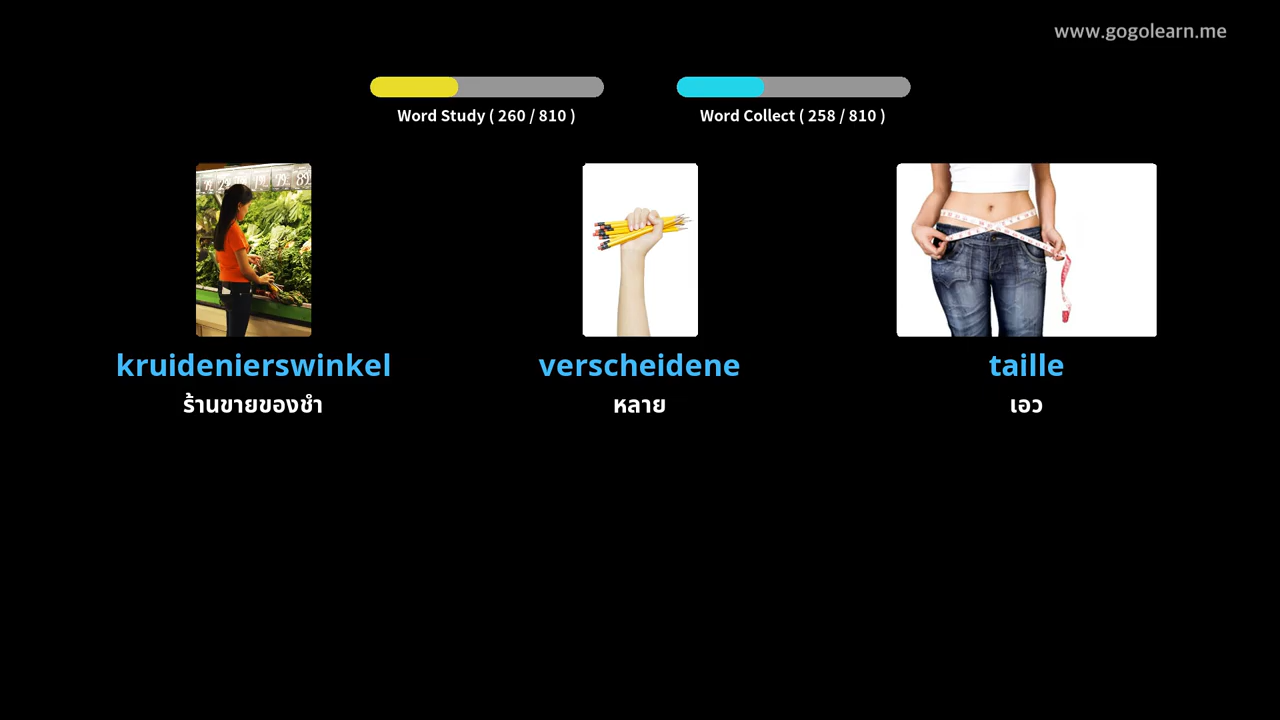 www.gogolearn.me
Word Study ( 260 / 810 )
Word Collect ( 258 / 810 )
kruidenierswinkel
ร้านขายของชำ
verscheidene
หลาย
taille
เอว